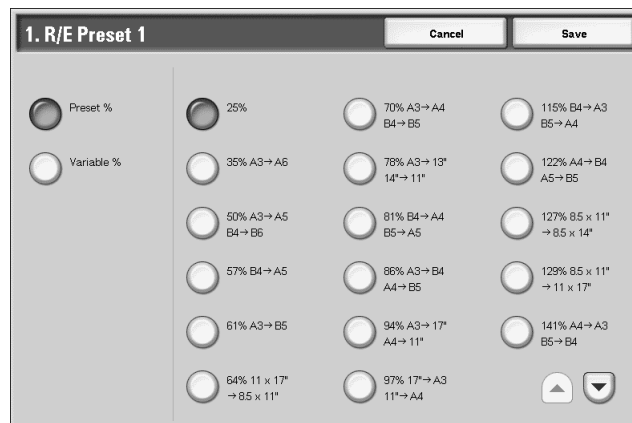 1. R/E Preset 1
Cancel
Save
Preset %
Variable %
25%
35% A3→A6
50% A3→A5
B4→B6
57% B4→A5
61% A3→B5
64% 11 x 17"
→8.5 x 11"
70% A3→A4
B4→B5
78% A3→13"
14"→11"
81% B4→A4
B5→A5
86% A3→B4
A4→B5
94% A3→17"
A4→11"
97% 17"→A3
11"→A4
115% B4→A3
B5→A4
122% A4→B4
A5→B5
127% 8.5 x 11"
→8.5 x 14"
129% 8.5 x 11"
→11 x 17"
141% A4→A3
B5→B4